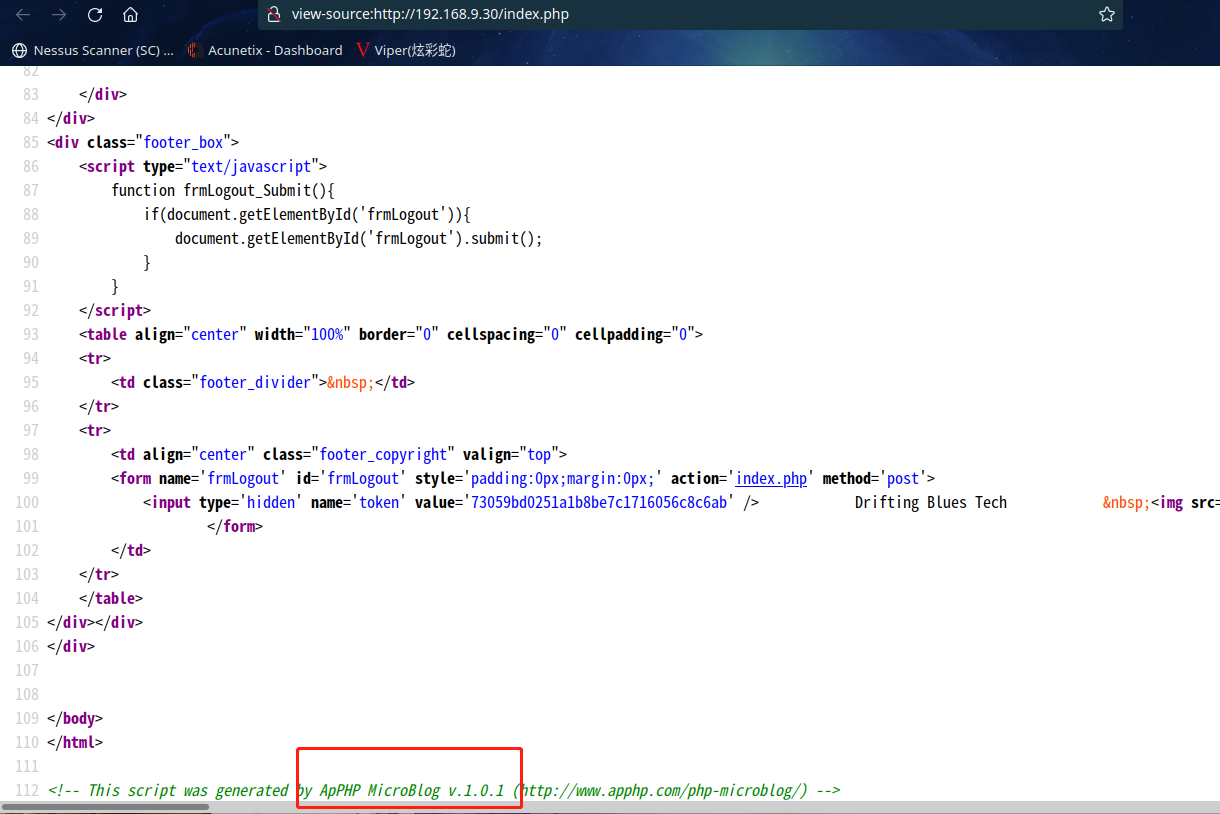 view-source:http://192.168.9.30/index.php
Nessus Scanner (SC) ... Acunetix - Dashboard Viper(炫彩蛇)
82
83 </div>
84 </div>
85 <div class="footer_box">
86 <script type="text/javascript">
87 function frmLogout_Submit(){
88 if(document.getElementById('frmLogout')){
89 document.getElementById('frmLogout').submit();
90 }
91 }
92 </script>
93 <table align="center" width="100%" border="0" cellspacing="0" cellpadding="0">
94 <tr>
95 <td class="footer_divider">&nbsp;</td>
96 </tr>
97 <tr>
98 <td align="center" class="footer_copyright" valign="top">
99 <form name='frmLogout' id='frmLogout' style='padding:0px;margin:0px;' action='index.php' method='post'>
100 <input type='hidden' name='token' value='73059bd0251a1b8be7c1716056c8c6ab' /> Drifting Blues Tech &nbsp;<img src=
101 </form>
102 </td>
103 </tr>
104 </table>
105 </div></div>
106 </div>
107
108
109 </body>
110 </html>
111
112 <!-- This script was generated by ApPHP MicroBlog v.1.0.1 (http://www.apphp.com/php-microblog/) -->